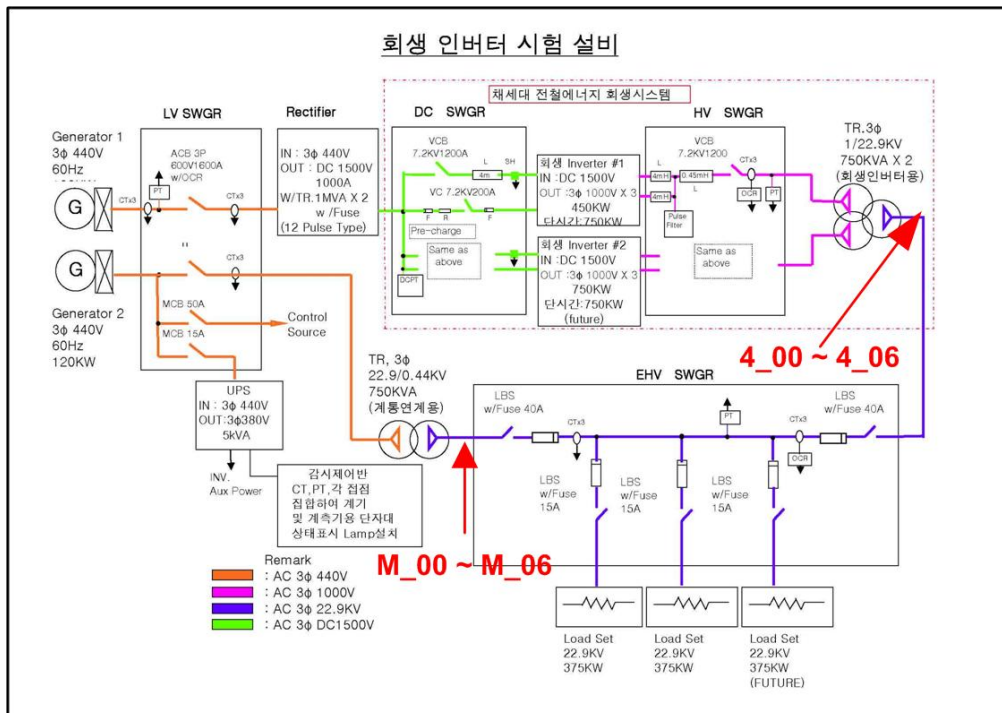 회생 인버터 시험 설비
채세대 전철에너지 회생시스템
LV SWGR
Rectifier
DC SWGR
HV SWGR
Generator 1
3φ 440V
60Hz
G
CTx3
PT
ACB 3P
600V1600A
w/OCR
CTx3
IN : 3φ 440V
OUT : DC 1500V
1000A
W/TR.1MVA X 2
w /Fuse
(12 Pulse Type)
VCB
7.2KV1200A
L
4m
SH
VC 7.2KV200A
F
R
F
Pre-charge
Same as
above
DCPT
회생 Inverter #1
IN : DC 1500V
OUT :3φ 1000V X 3
450KW
단시간:750KW
회생 Inverter #2
IN :DC 1500V
OUT :3φ 1000V X 3
750KW
단시간:750KW
(future)
VCB
7.2KV1200
L
4mH
4mH
0.45mH
L
CTx3
OCR
PT
Pulse
Filter
Same as
above
TR.3φ
1/22.9KV
750KVA X 2
(회생인버터용)
4_00 ~ 4_06
G
Generator 2
3φ 440V
60Hz
120KW
"
CTx3
MCB 50A
MCB 15A
Control
Source
UPS
IN : 3φ 440V
OUT:3φ380V
5kVA
INV.
Aux Power
감시제어반
CT,PT,각 접점
집합하여 계기
및 계측기용 단자대
상태표시 Lamp설치
TR, 3φ
22.9/0.44KV
750KVA
(계통연계용)
M_00 ~ M_06
EHV SWGR
LBS
w/Fuse 40A
CTx3
PT
CTx3
OCR
LBS
w/Fuse 40A
LBS
w/Fuse
15A
LBS
w/Fuse
15A
LBS
w/Fuse
15A
Load Set
22.9KV
375KW
Load Set
22.9KV
375KW
Load Set
22.9KV
375KW
(FUTURE)
Remark
: AC 3φ 440V
: AC 3φ 1000V
: AC 3φ 22.9KV
: AC 3φ DC1500V